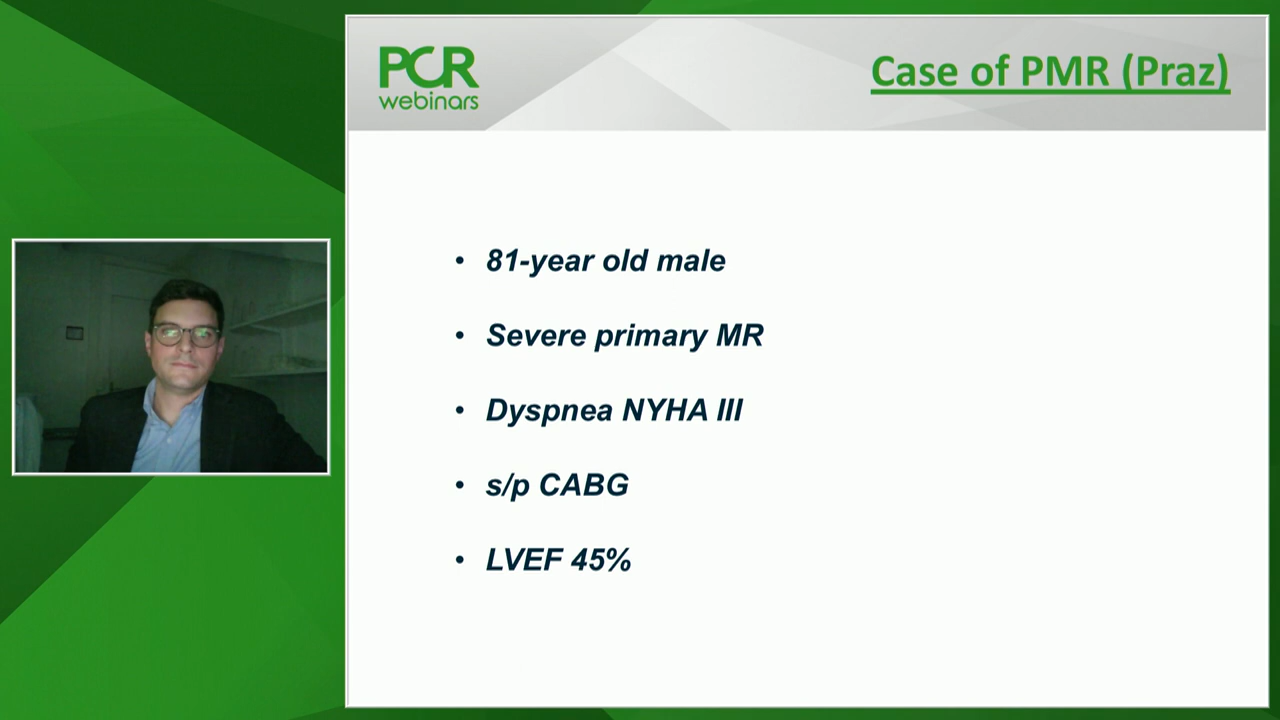 PCR
webinars
Case of PMR (Praz)
• 81-year old male
• Severe primary MR
• Dyspnea NYHA III
• s/p CABG
• LVEF 45%